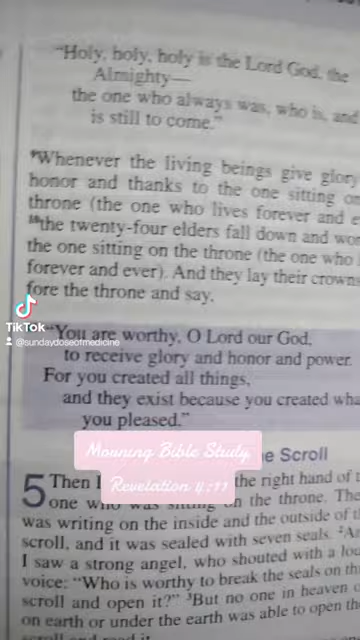 "Holy, holy, holy is the Lord God, the
Almighty—
the one who always was, who is, and
is still to come."
9Whenever the living beings give glory
honor and thanks to the one sitting on
throne (the one who lives forever and e
10the twenty-four elders fall down and wor
the one sitting on the throne (the one who
forever and ever). And they lay their crowns
fore the throne and say,
TikTok
@sundaydoseofmedicine
"You are worthy, O Lord our God,
to receive glory and honor and power.
For you created all things,
and they exist because you created wha
you pleased."
Morning Bible Study
Revelation 4:11
e Scroll
5 Then I the right hand of t
one who was sitting on the throne. The
was writing on the inside and the outside of th
scroll, and it was sealed with seven seals. 2An
I saw a strong angel, who shouted with a lou
voice: "Who is worthy to break the seals on thi
scroll and open it?" 3But no one in heaven o
on earth or under the earth was able to open the
scroll and read it.